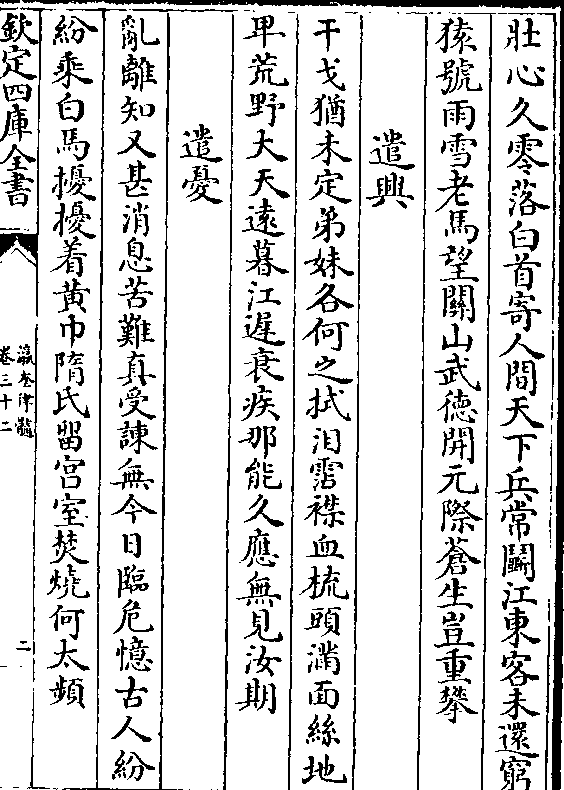 壯心久零落白首寄人間天下兵常鬭江東客未還窮
猿號雨雪老馬望關山武德開元際蒼生豈重攀
遣興
干戈猶未定弟妹各何之拭泪霑襟血梳頭滿面絲地
卑荒野大天遠暮江遲衰疾那能久應無見汝期
遣憂
亂離知又甚消息苦難真受諫無今日臨危憶古人紛
紛乘白馬擾擾着黃巾隋氏留宮室焚燒何太頻
欽定四庫全書
瀛奎律髓
卷三十二
二